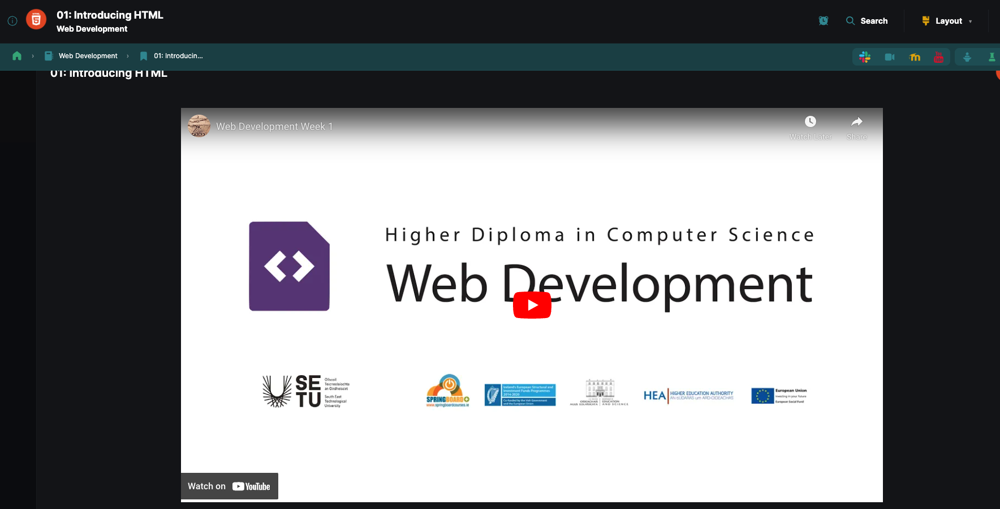 01: Introducing HTML
Web Development
Search
Layout
Web Development
01: Introducin...
01: Introducing HTML
Web Development Week 1
Watch Later
Share
Higher Diploma in Computer Science
Web Development
SE
TU
Ollscoil
Teicneolaíochta
an Oirdheiscirt
South East
Technological
University
SPRINGBOARD+
www.springboardcourses.ie
Ireland's European Structural and
Investment Funds Programmes
2014-2020
Co-funded by the Irish Government
and the European Union
EDUCATION
AND SCIENCE
HEA
HIGHER EDUCATION AUTHORITY
AN tÚDARÁS um ARD-OIDEACHAS
European Union
Investing in your future
European Social Fund
Watch on YouTube